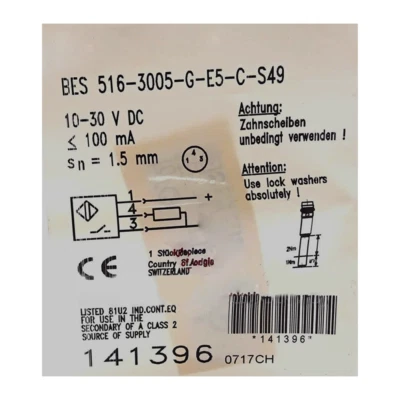 BES 516-3005-G-E5-C-S49
10-30 V DC
≤ 100 mA
sn = 1.5 mm
Achtung:
Zahnscheiben
unbedingt verwenden !
Attention:
Use lock washers
absolutely !
1
4
3
+
-
1 Stück/piece
Country
SWITZERLAND
CE
LISTED 81U2 IND.CONT.EQ
FOR USE IN THE
SECONDARY OF A CLASS 2
SOURCE OF SUPPLY
*141396*
141396 0717CH